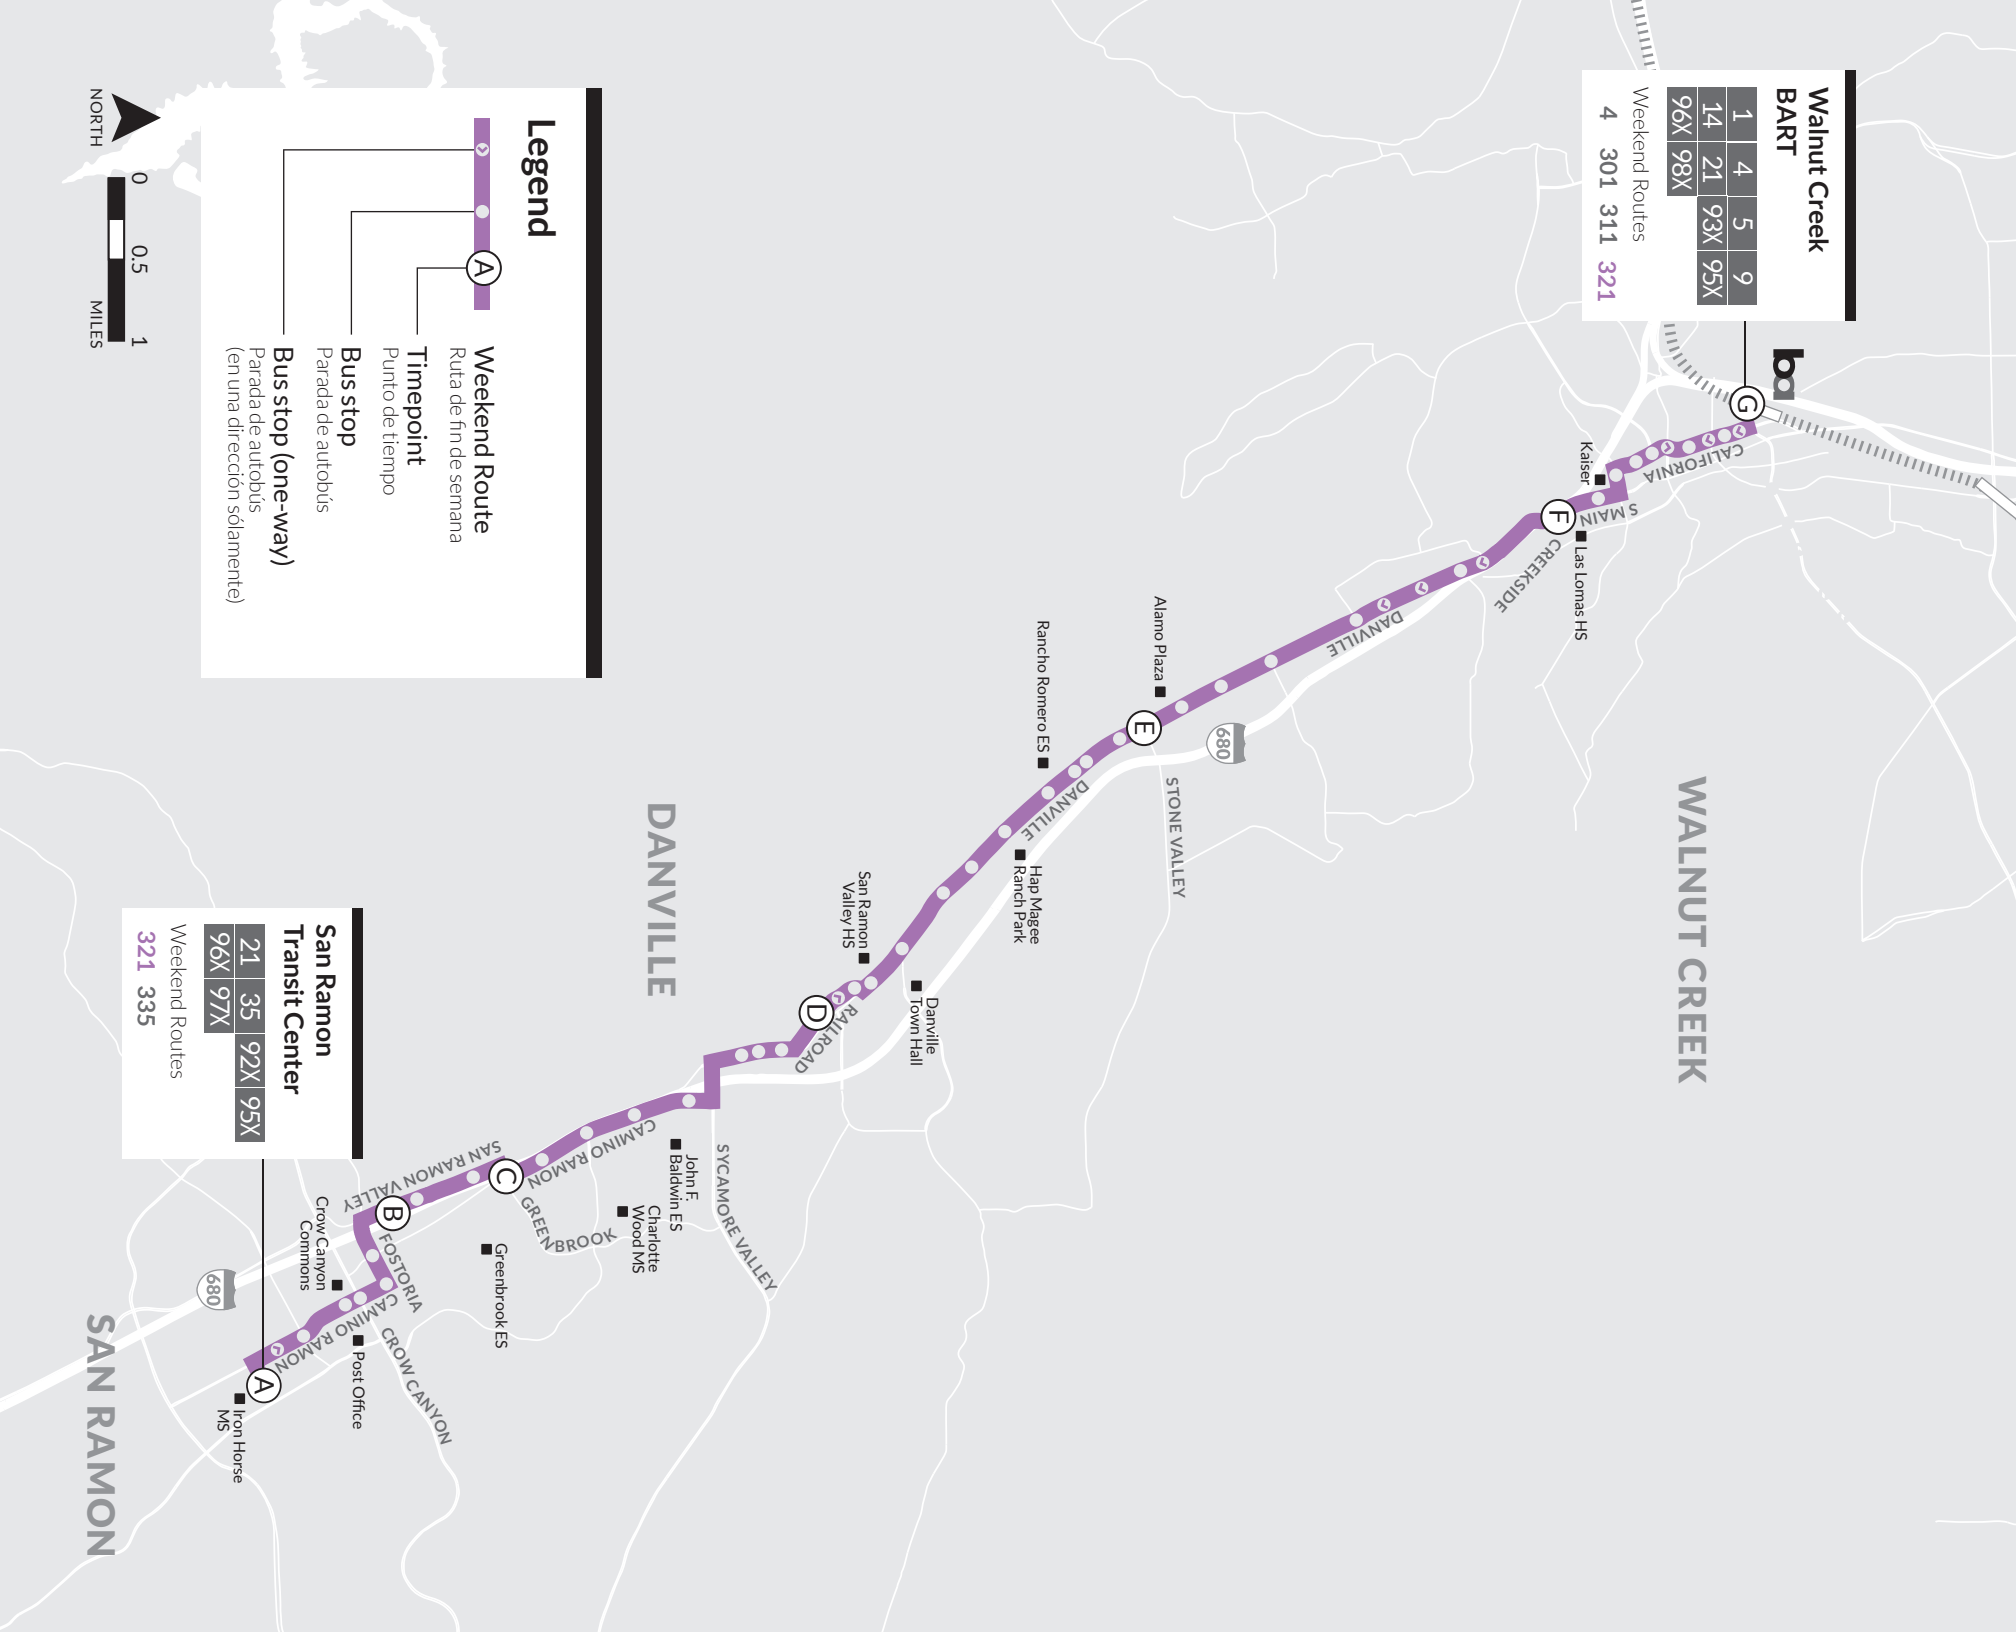 Walnut Creek
BART
1 4 5 9
14 21 93X 95X
96X 98X
Weekend Routes
4 301 311 321
ba
G
CALIFORNIA
Kaiser
S MAIN
F
Las Lomas HS
CREEKSIDE
DANVILLE
WALNUT CREEK
680
Alamo Plaza
E
STONE VALLEY
Rancho Romero ES
DANVILLE
Hap Magee
Ranch Park
San Ramon
Valley HS
Danville
Town Hall
D
RAILROAD
DANVILLE
SYCAMORE VALLEY
John F.
Baldwin ES
CAMINO RAMON
Charlotte
Wood MS
GREENBROOK
C
Greenbrook ES
SAN RAMON VALLEY
B
FOSTORIA
Crow Canyon
Commons
CAMINO RAMON
CROW CANYON
Post Office
680
A
Iron Horse
MS
SAN RAMON
San Ramon
Transit Center
21 35 92X 95X
96X 97X
Weekend Routes
321 335
Legend
A
Weekend Route
Ruta de fin de semana
Timepoint
Punto de tiempo
Bus stop
Parada de autobús
Bus stop (one-way)
Parada de autobús
(en una dirección sólamente)
0 0.5 1
NORTH
MILES